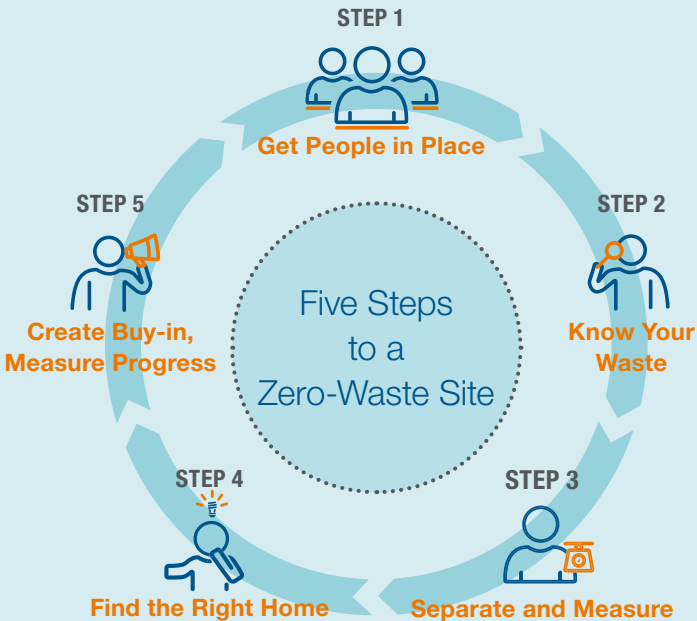 STEP 1
Get People in Place
STEP 2
Know Your
Waste
STEP 3
Separate and Measure
STEP 4
Find the Right Home
STEP 5
Create Buy-in,
Measure Progress
Five Steps
to a
Zero-Waste Site